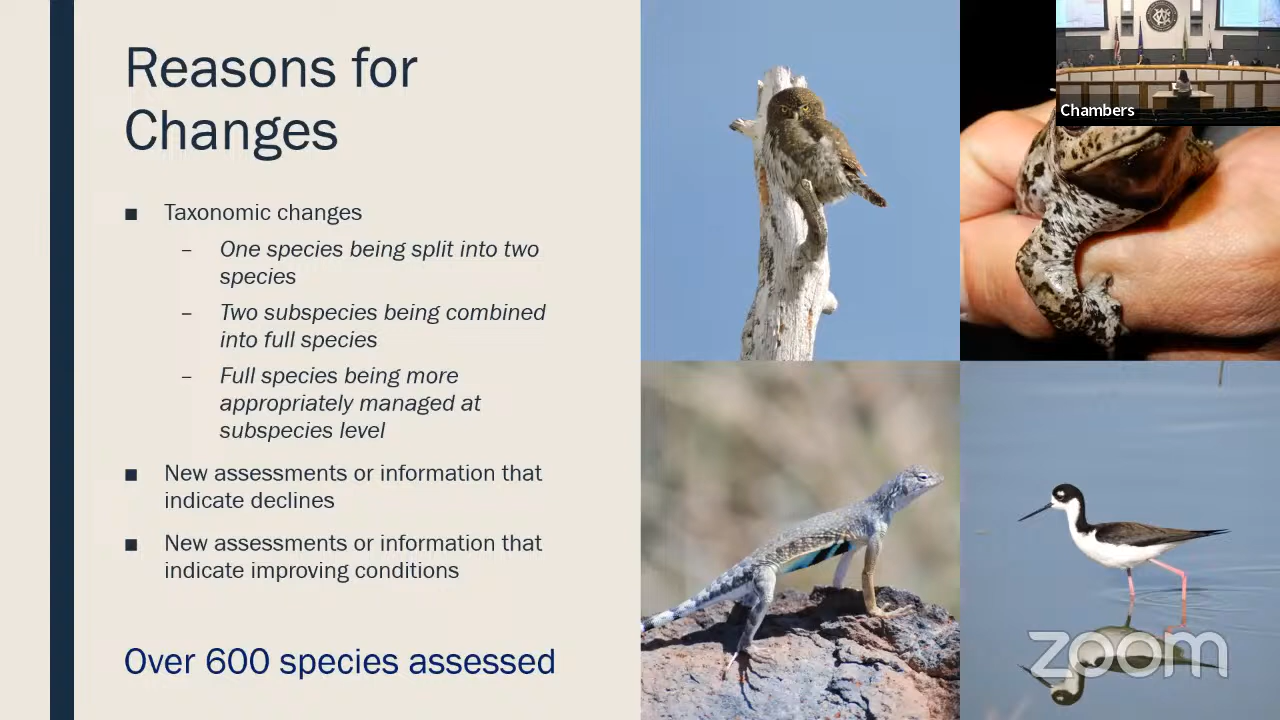 Reasons for
Changes
■ Taxonomic changes
– One species being split into two
species
– Two subspecies being combined
into full species
– Full species being more
appropriately managed at
subspecies level
■ New assessments or information that
indicate declines
■ New assessments or information that
indicate improving conditions
Over 600 species assessed
Chambers
zoom